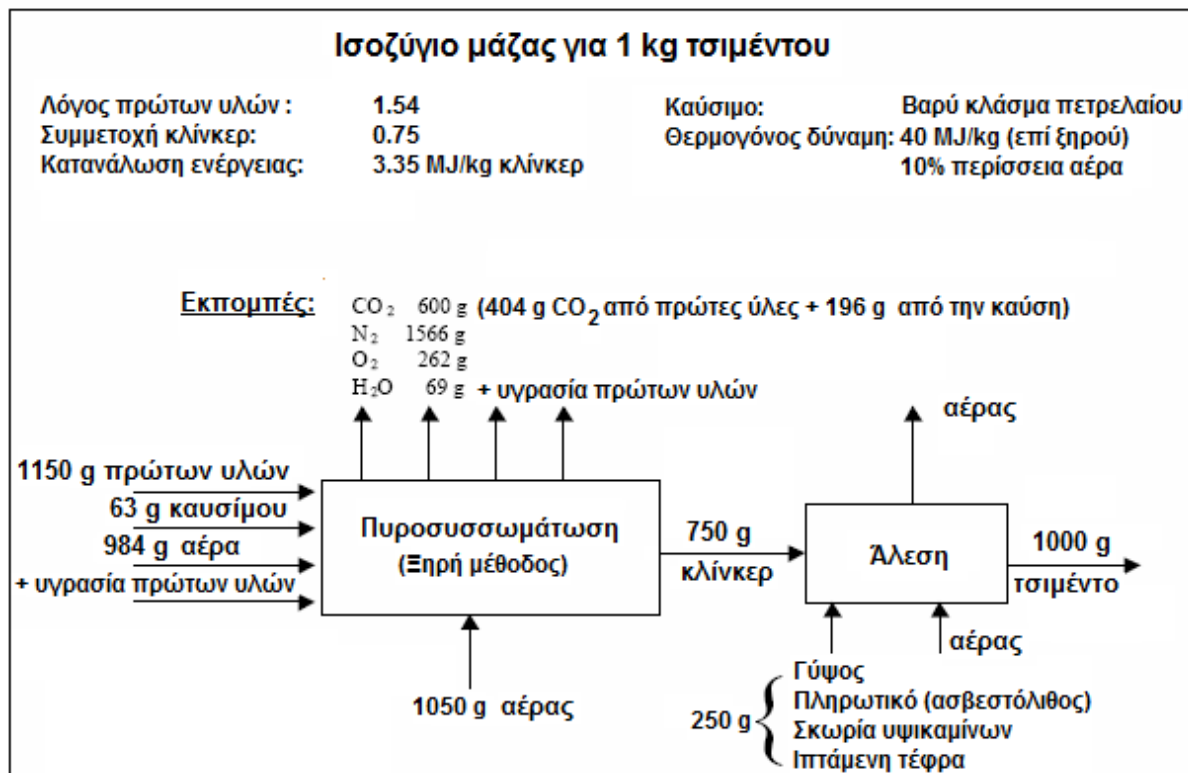 Ισοζύγιο μάζας για 1 kg τσιμέντου
Λόγος πρώτων υλών : 1.54
Συμμετοχή κλίνκερ: 0.75
Κατανάλωση ενέργειας: 3.35 MJ/kg κλίνκερ
Καύσιμο: Βαρύ κλάσμα πετρελαίου
Θερμογόνος δύναμη: 40 MJ/kg (επί ξηρού)
10% περίσσεια αέρα
Εκπομπές: CO2 600 g (404 g CO2 από πρώτες ύλες + 196 g από την καύση)
N2 1566 g
O2 262 g
H2O 69 g + υγρασία πρώτων υλών
αέρας
1150 g πρώτων υλών
63 g καυσίμου
984 g αέρα
+ υγρασία πρώτων υλών
Πυροσυσσωμάτωση
(Ξηρή μέθοδος)
750 g
κλίνκερ
Άλεση
1000 g
τσιμέντο
1050 g αέρας
αέρας
250 g
Γύψος
Πληρωτικό (ασβεστόλιθος)
Σκωρία υψικαμίνων
Ιπτάμενη τέφρα